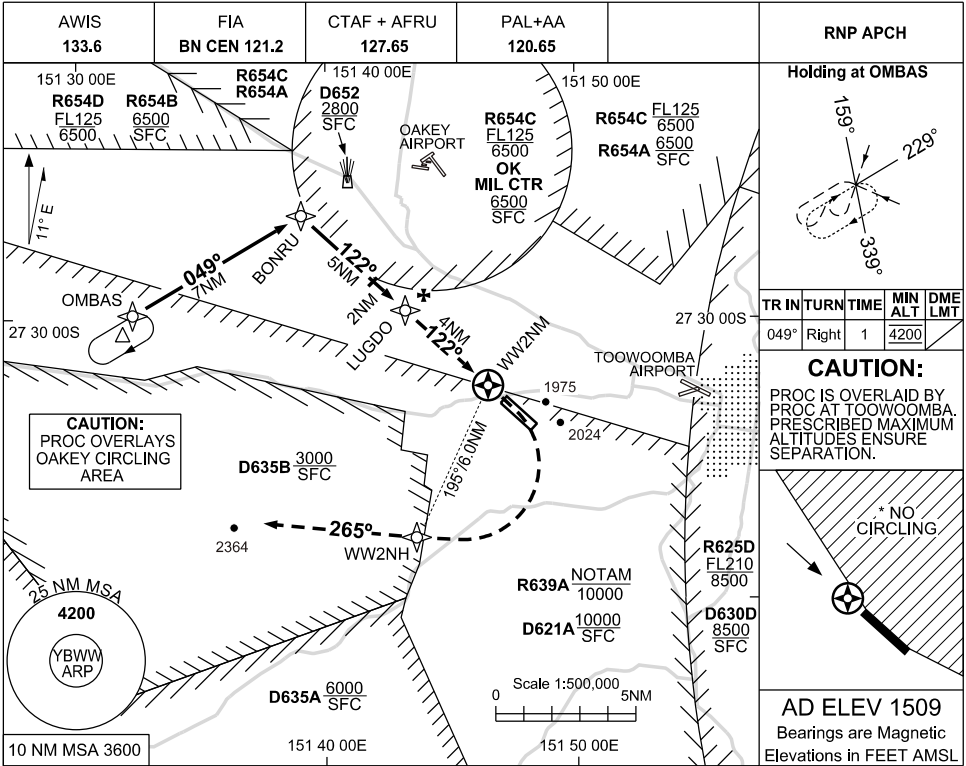 AWIS
133.6
FIA
BN CEN 121.2
CTAF + AFRU
127.65
PAL+AA
120.65
RNP APCH
151 30 00E
R654D
FL125
6500
R654B
6500
SFC
R654C
R654A
151 40 00E
D652
2800
SFC
OAKEY
AIRPORT
R654C
FL125
6500
OK
MIL CTR
6500
SFC
151 50 00E
R654C FL125
6500
R654A 6500
SFC
11° E
049°
7NM
BONRU
OMBAS
122°
5NM
2NM
LUGDO
4NM
122°
WW2NM
27 30 00S
27 30 00S
TOOWOOMBA
AIRPORT
1975
2024
CAUTION:
PROC OVERLAYS
OAKEY CIRCLING
AREA
D635B 3000
SFC
195°/6.0NM
265°
WW2NH
2364
R639A NOTAM
10000
D621A 10000
SFC
R625D
FL210
8500
D630D
8500
SFC
25 NM MSA
4200
YBWW
ARP
D635A 6000
SFC
Scale 1:500,000
0 5NM
10 NM MSA 3600
151 40 00E
151 50 00E
Holding at OMBAS
159°
229°
339°
TR IN TURN TIME MIN ALT DME LMT
049° Right 1 4200
CAUTION:
PROC IS OVERLAID BY
PROC AT TOOWOOMBA.
PRESCRIBED MAXIMUM
ALTITUDES ENSURE
SEPARATION.
* NO
CIRCLING
AD ELEV 1509
Bearings are Magnetic
Elevations in FEET AMSL